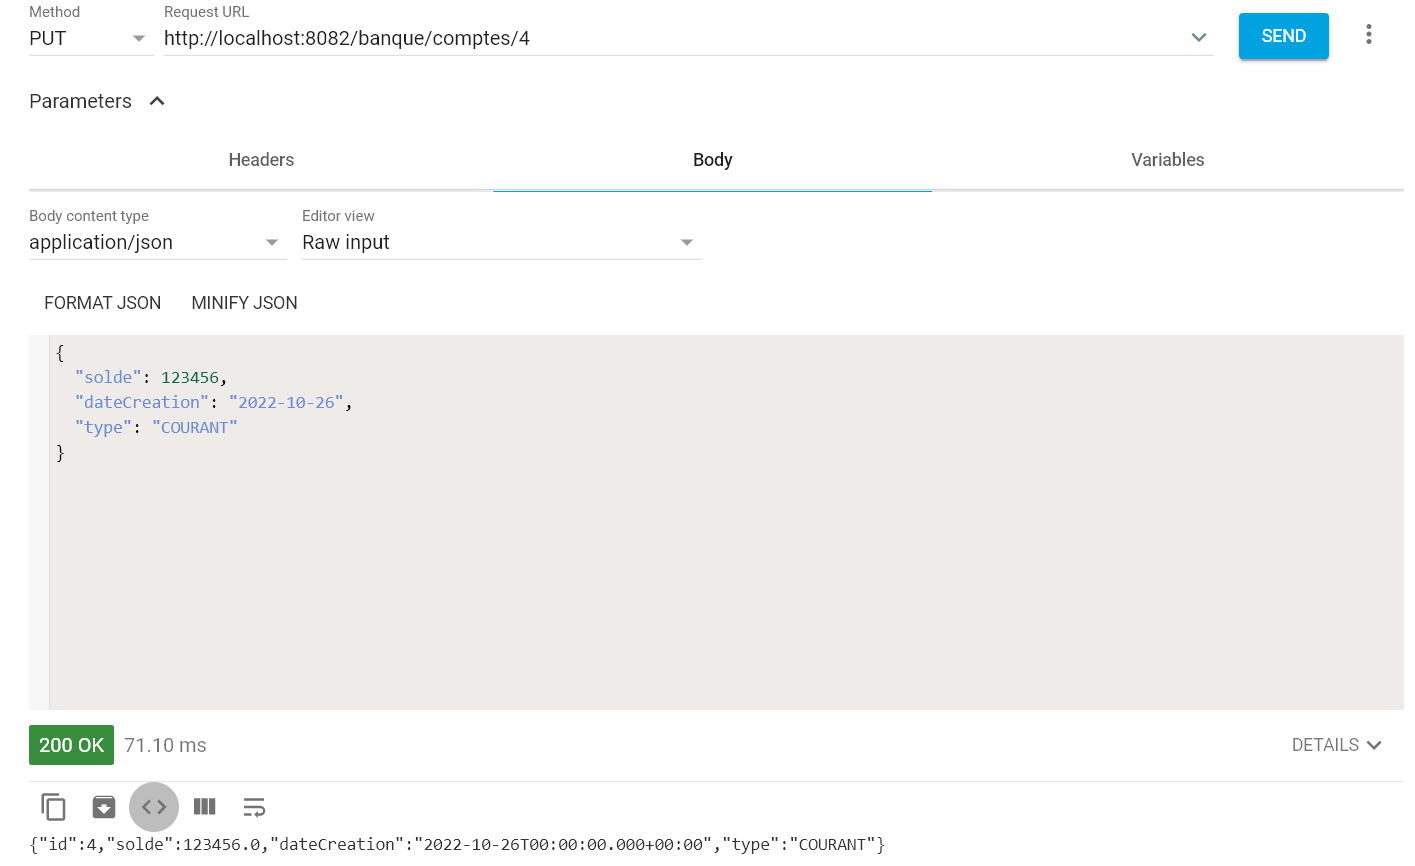 Method
Request URL
PUT
http://localhost:8082/banque/comptes/4
SEND
Parameters
Headers
Body
Variables
Body content type
Editor view
application/json
Raw input
FORMAT JSON
MINIFY JSON
{
"solde": 123456,
"dateCreation": "2022-10-26",
"type": "COURANT"
}
200 OK
71.10 ms
DETAILS
{"id":4,"solde":123456.0,"dateCreation":"2022-10-26T00:00:00.000+00:00","type":"COURANT"}